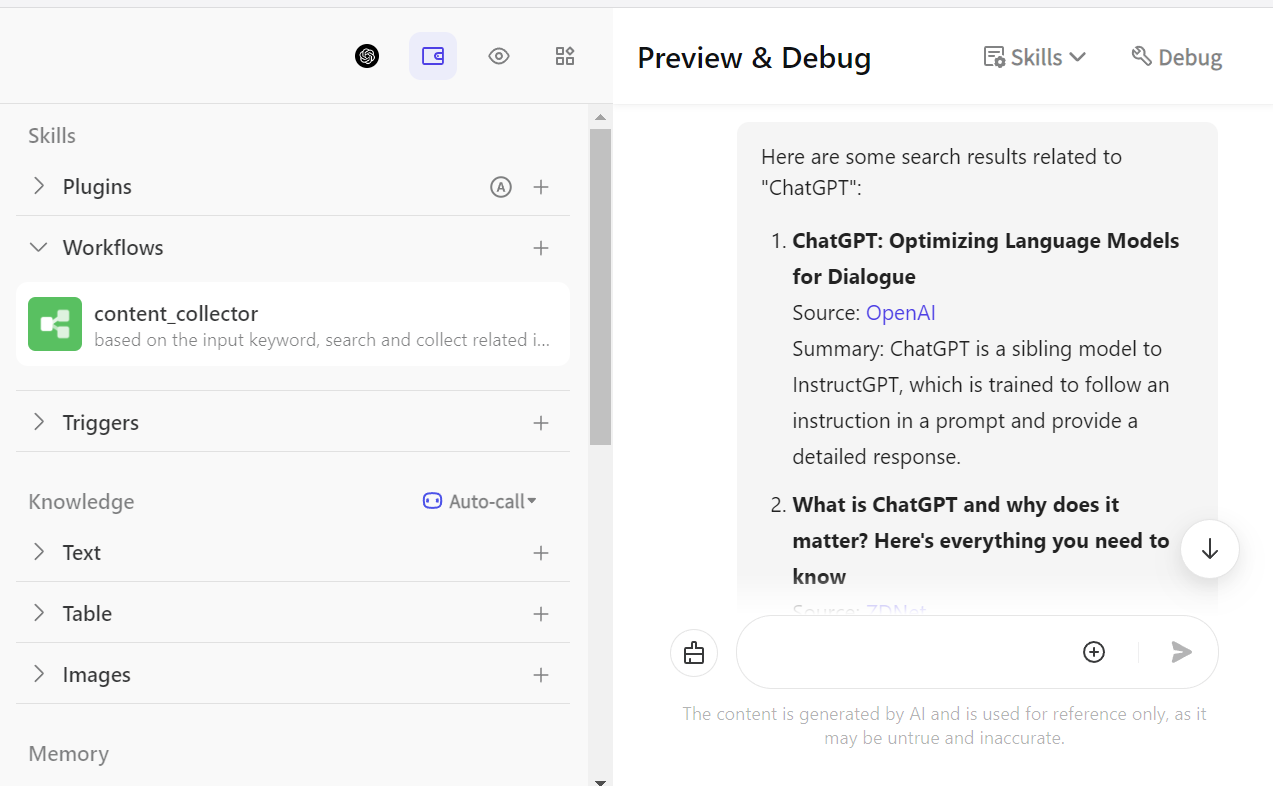 Preview & Debug
Skills
Debug
Skills
Plugins
A
Workflows
content_collector
based on the input keyword, search and collect related i...
Triggers
Knowledge
Auto-call
Text
Table
Images
Memory
Here are some search results related to
"ChatGPT":
1. ChatGPT: Optimizing Language Models
for Dialogue
Source: OpenAI
Summary: ChatGPT is a sibling model to
InstructGPT, which is trained to follow an
instruction in a prompt and provide a
detailed response.
2. What is ChatGPT and why does it
matter? Here's everything you need to
know
Source: ZDNet
The content is generated by AI and is used for reference only, as it
may be untrue and inaccurate.